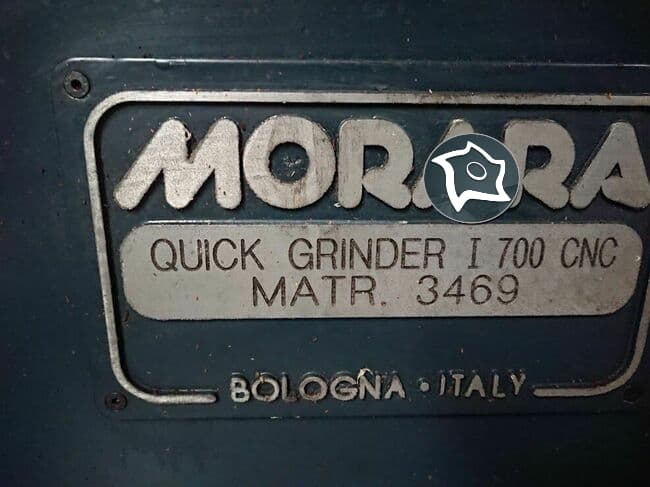 MORARA
QUICK GRINDER I 700 CNC
MATR. 3469
BOLOGNA • ITALY